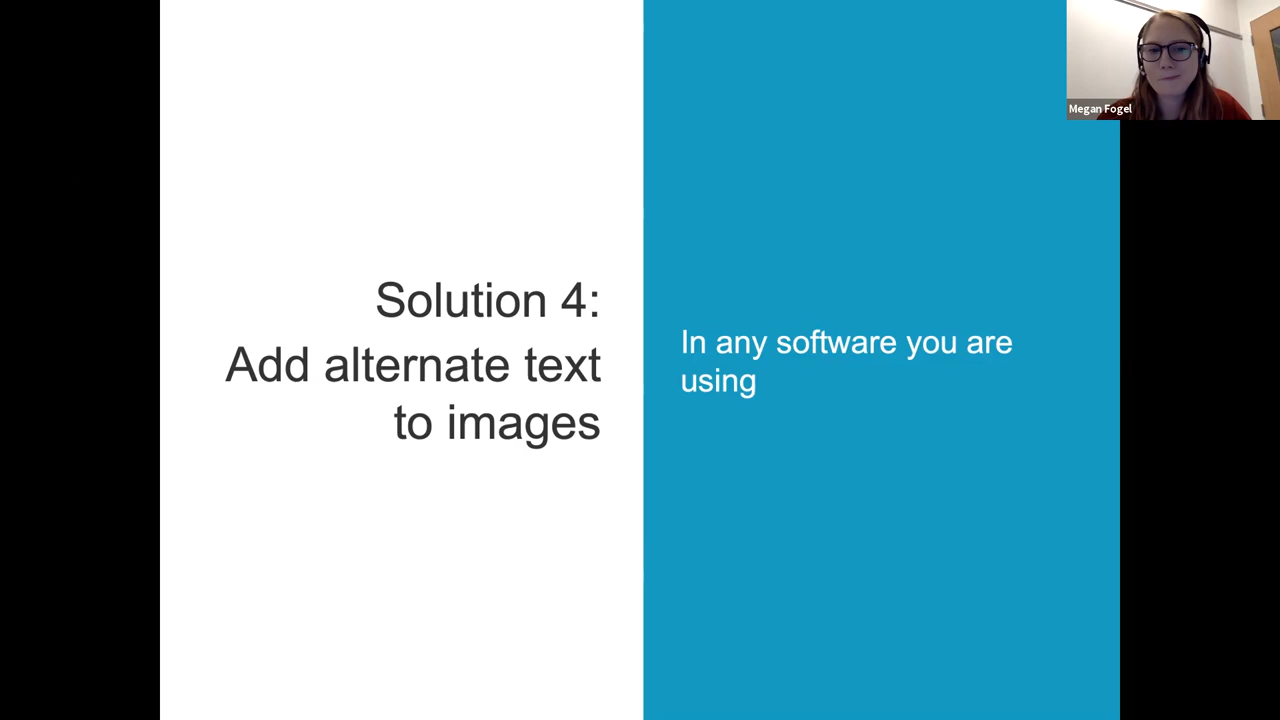 Solution 4:
Add alternate text
to images
In any software you are
using
Megan Fogel